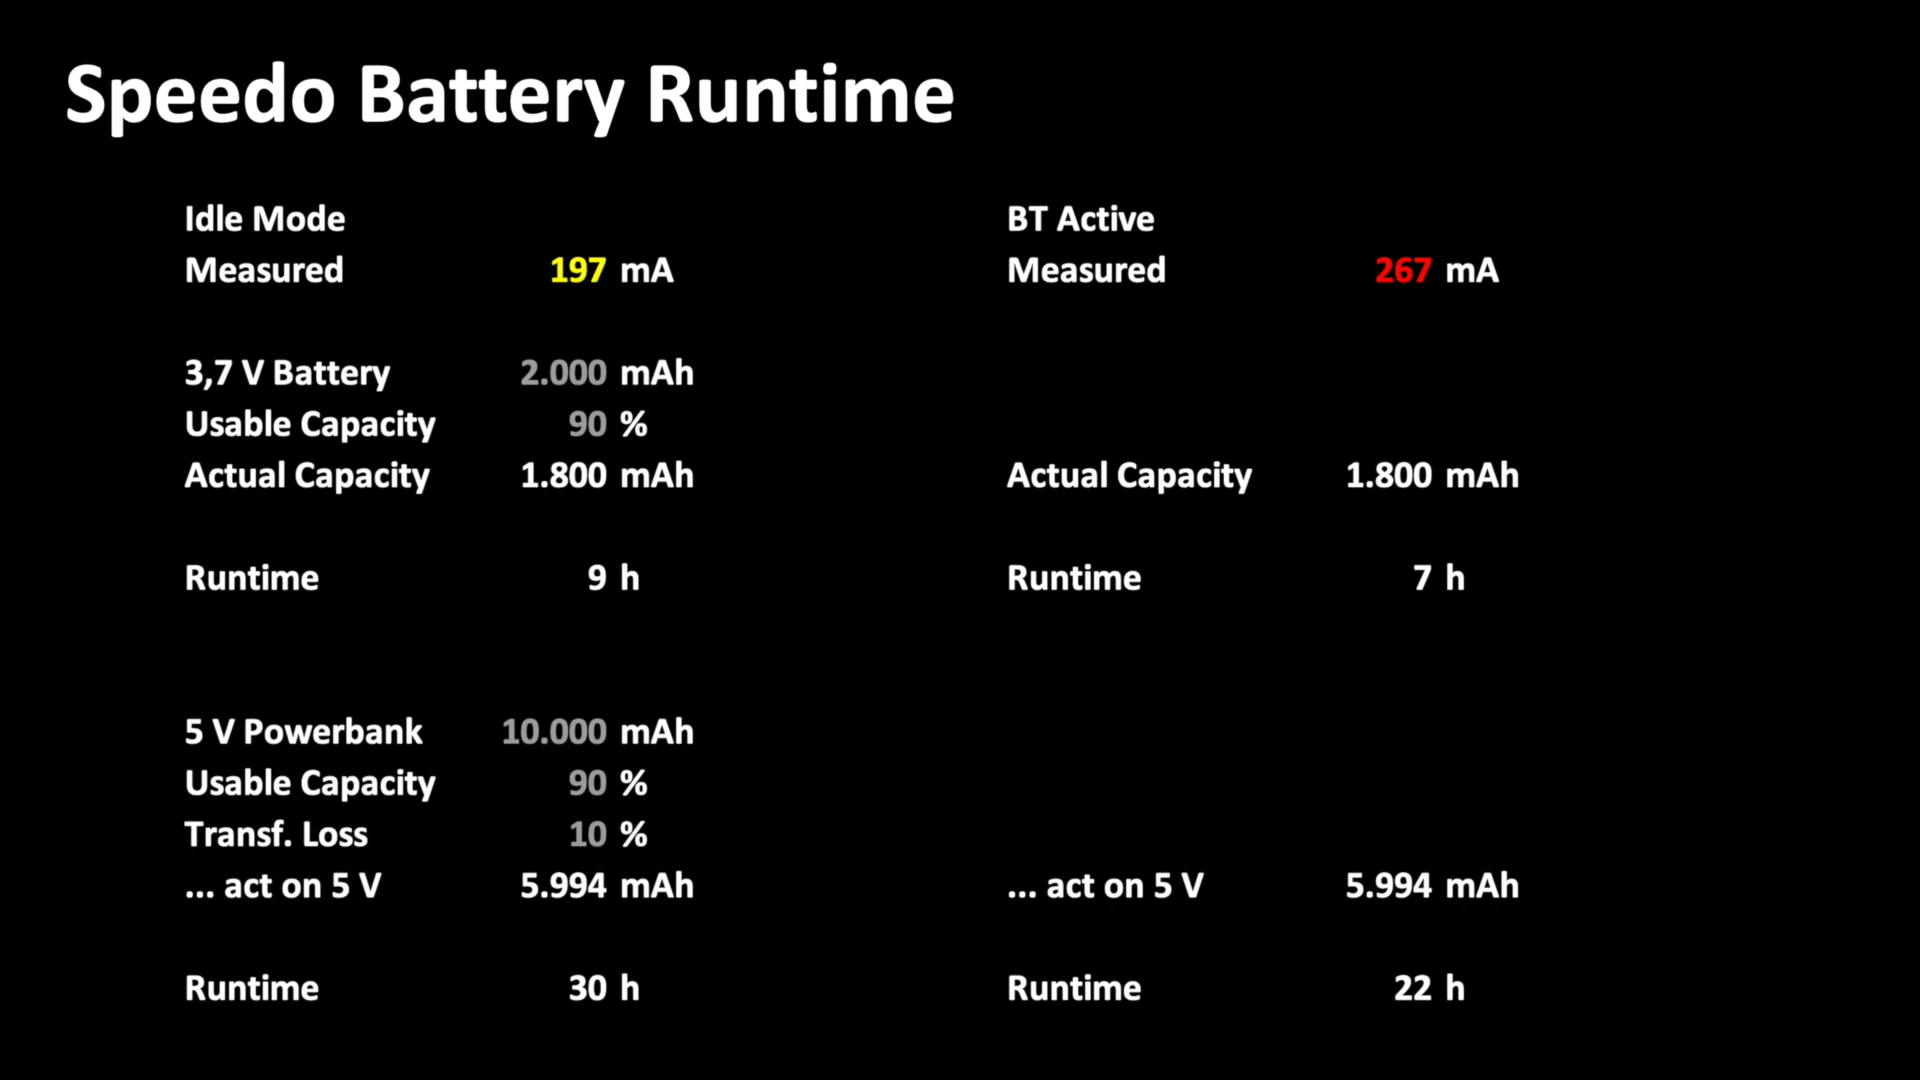 Speedo Battery Runtime
Idle Mode
Measured 197 mA
3,7 V Battery 2.000 mAh
Usable Capacity 90 %
Actual Capacity 1.800 mAh
Runtime 9 h
5 V Powerbank 10.000 mAh
Usable Capacity 90 %
Transf. Loss 10 %
... act on 5 V 5.994 mAh
Runtime 30 h
BT Active
Measured 267 mA
Actual Capacity 1.800 mAh
Runtime 7 h
... act on 5 V 5.994 mAh
Runtime 22 h